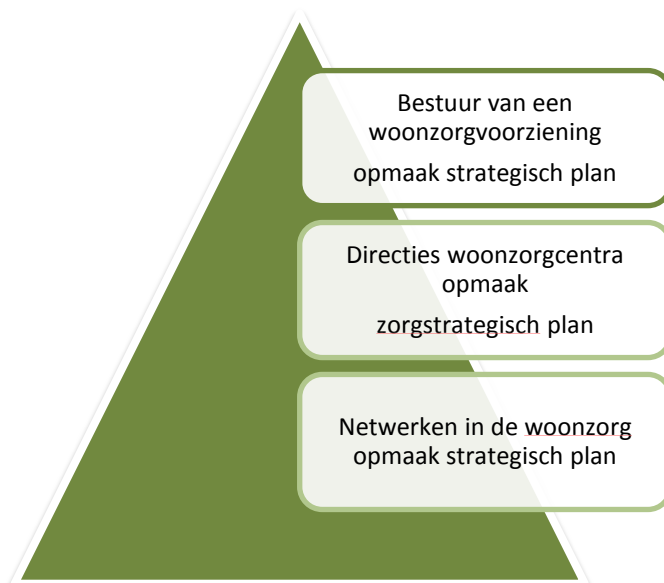 Bestuur van een
woonzorgvoorziening
opmaak strategisch plan
Directies woonzorgcentra
opmaak
zorgstrategisch plan
Netwerken in de woonzorg
opmaak strategisch plan